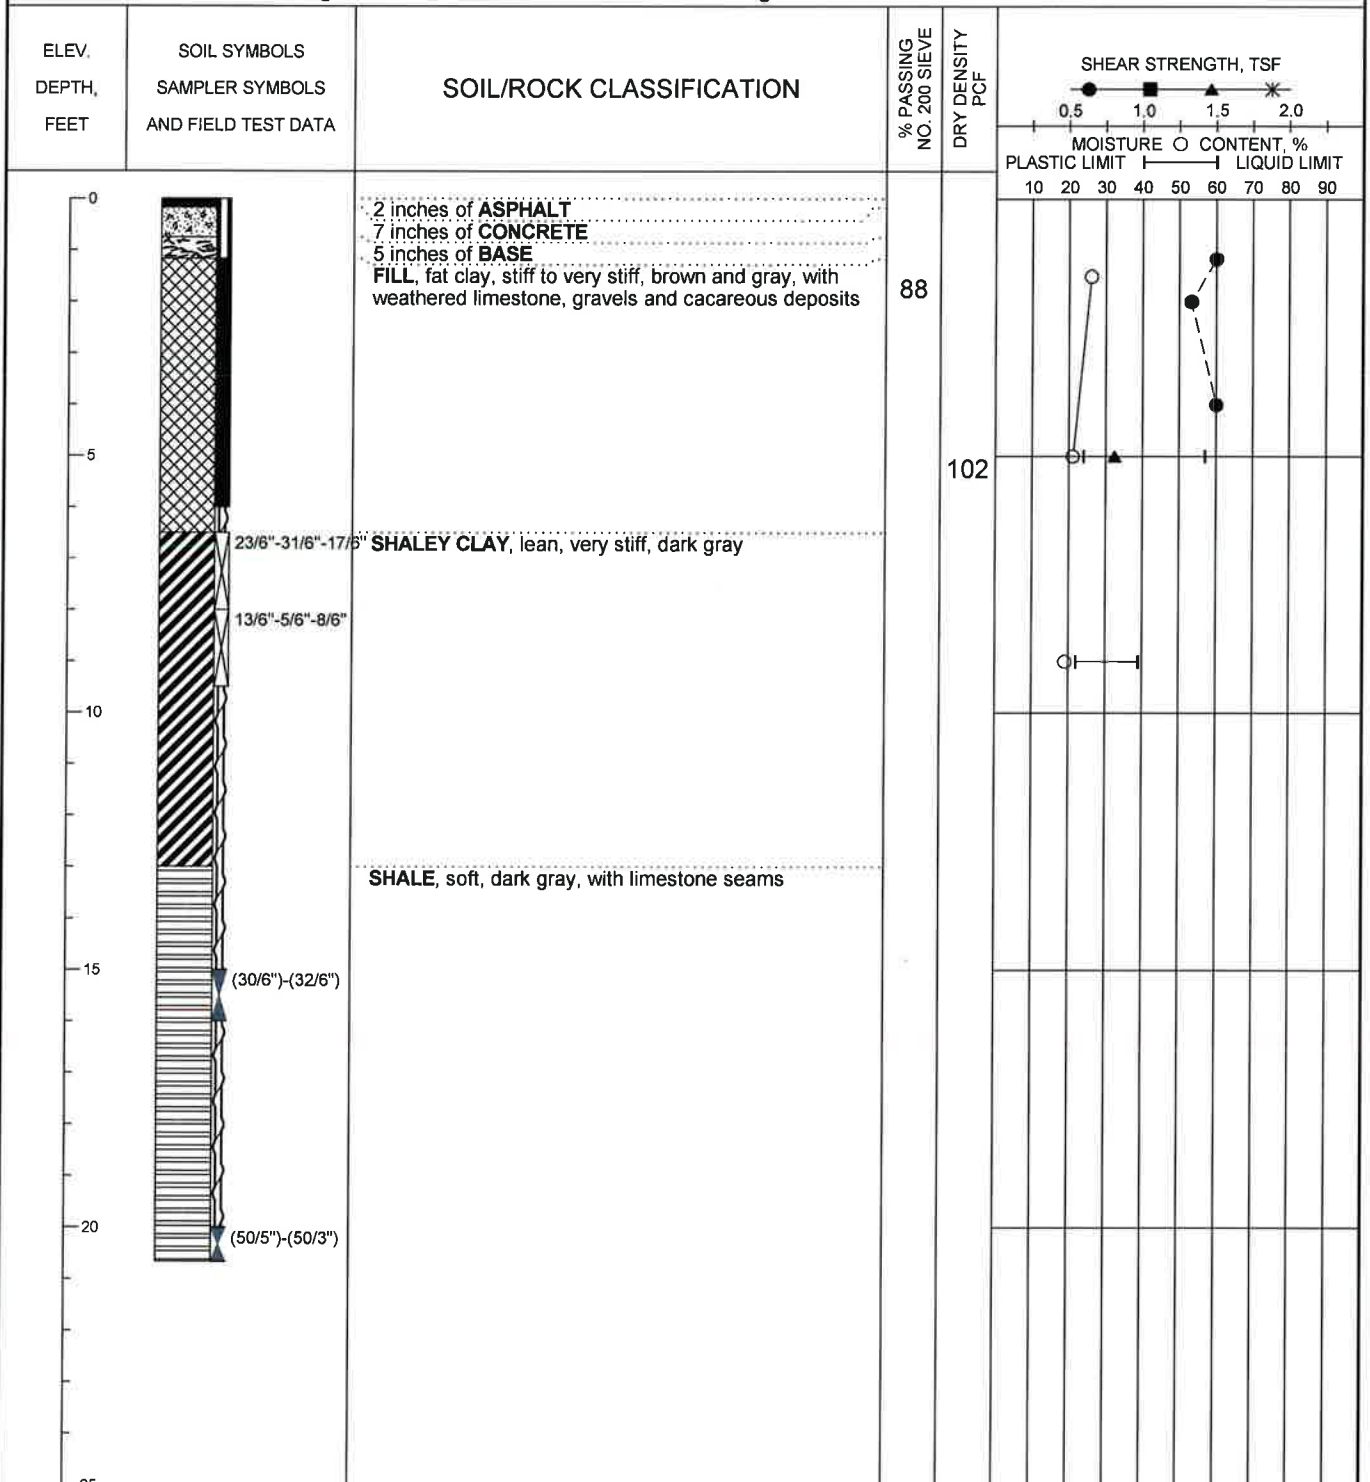 ELEV.
DEPTH,
FEET
SOIL SYMBOLS
SAMPLER SYMBOLS
AND FIELD TEST DATA
SOIL/ROCK CLASSIFICATION
% PASSING
NO. 200 SIEVE
DRY DENSITY
PCF
SHEAR STRENGTH, TSF
0.5 1.0 1.5 2.0
MOISTURE CONTENT, %
PLASTIC LIMIT LIQUID LIMIT
10 20 30 40 50 60 70 80 90
0
2 inches of ASPHALT
7 inches of CONCRETE
5 inches of BASE
FILL, fat clay, stiff to very stiff, brown and gray, with
weathered limestone, gravels and cacareous deposits
88
5
102
23/6"-31/6"-17/6"
SHALEY CLAY, lean, very stiff, dark gray
13/6"-5/6"-8/6"
10
SHALE, soft, dark gray, with limestone seams
15
(30/6")-(32/6")
20
(50/5")-(50/3")